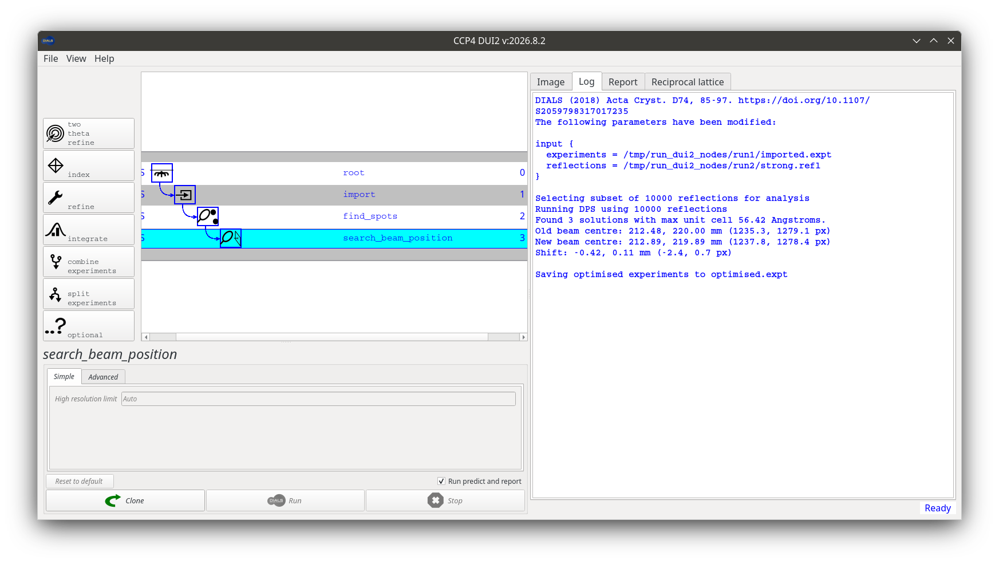 CCP4 DUI2 v:2026.8.2
File View Help
two
theta
refine
index
refine
integrate
combine
experiments
split
experiments
optional
S root 0
S import 1
S find_spots 2
S search_beam_position 3
search_beam_position
Simple Advanced
High resolution limit Auto
Reset to default
Run predict and report
Clone
DIALS Run
Stop
Image Log Report Reciprocal lattice
DIALS (2018) Acta Cryst. D74, 85-97. https://doi.org/10.1107/
S2059798317017235
The following parameters have been modified:
input {
experiments = /tmp/run_dui2_nodes/run1/imported.expt
reflections = /tmp/run_dui2_nodes/run2/strong.refl
}
Selecting subset of 10000 reflections for analysis
Running DPS using 10000 reflections
Found 3 solutions with max unit cell 56.42 Angstroms.
Old beam centre: 212.48, 220.00 mm (1235.3, 1279.1 px)
New beam centre: 212.89, 219.89 mm (1237.8, 1278.4 px)
Shift: -0.42, 0.11 mm (-2.4, 0.7 px)
Saving optimised experiments to optimised.expt
Ready